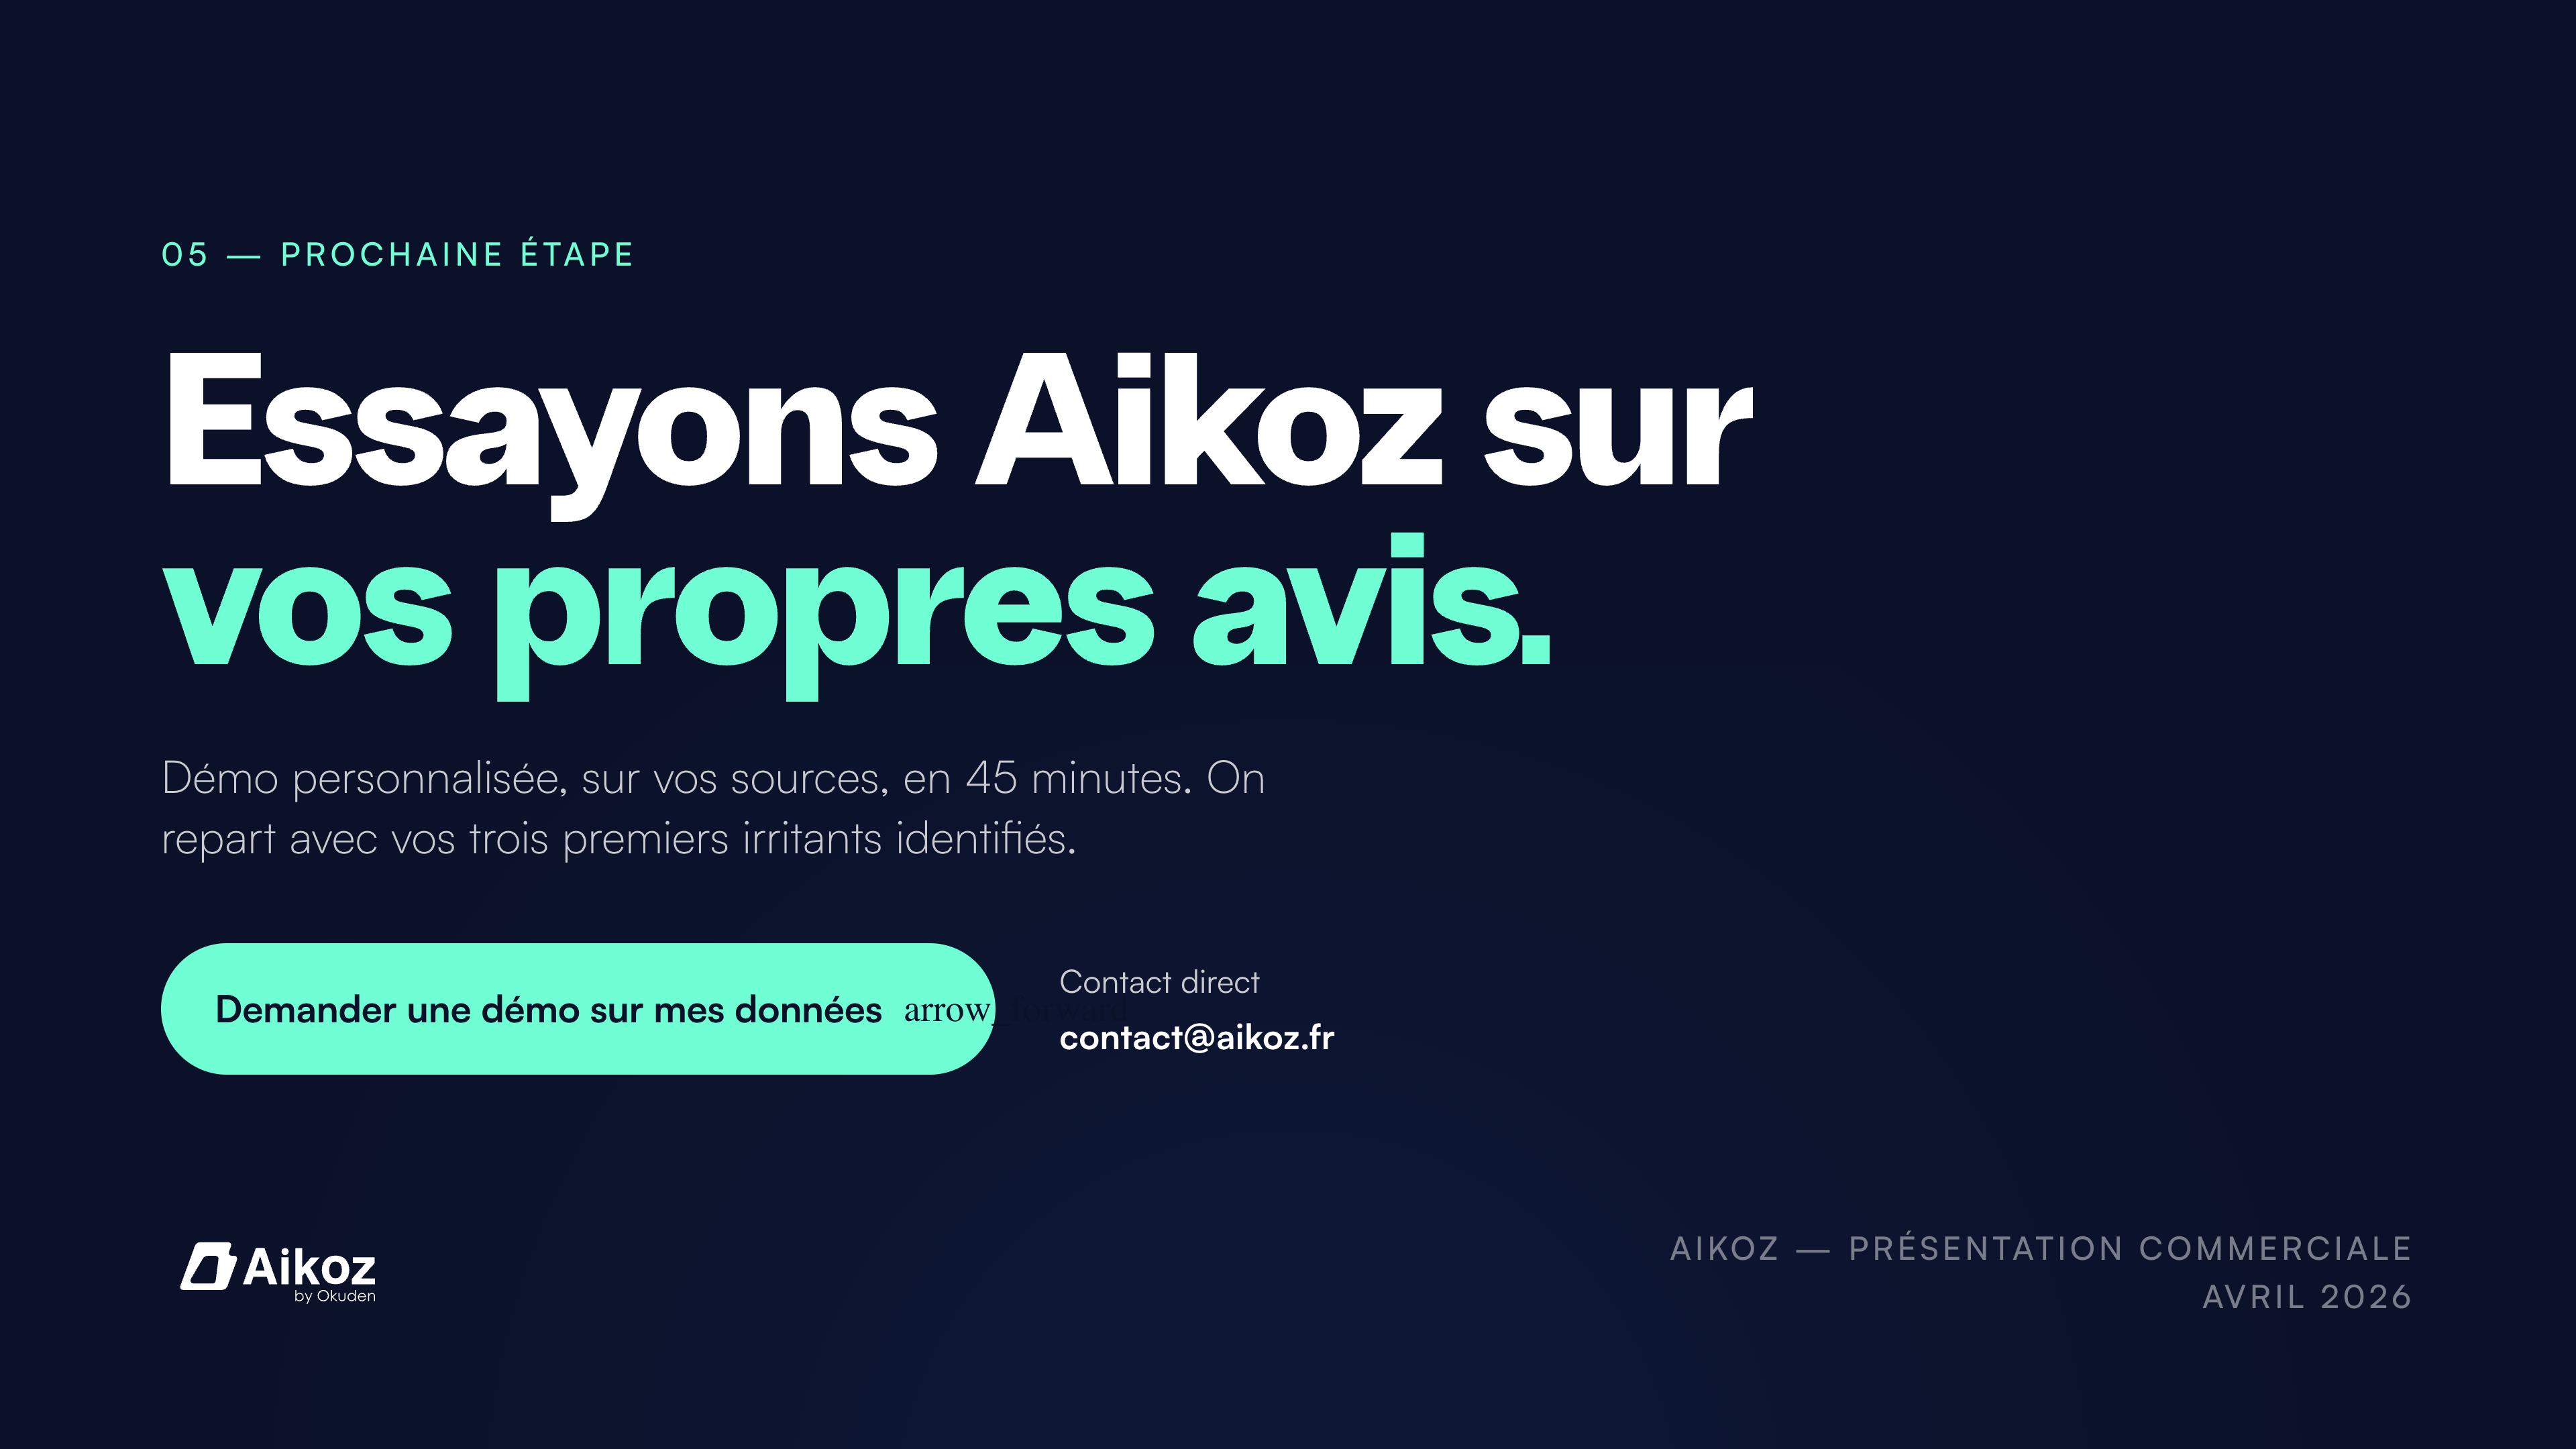 05 — PROCHAINE ÉTAPE
Essayons Aikoz sur
vos propres avis.
Démo personnalisée, sur vos sources, en 45 minutes. On
repart avec vos trois premiers irritants identifiés.
Demander une démo sur mes données arrow_forward
Contact direct
contact@aikoz.fr
Aikoz
by Okuden
AIKOZ — PRÉSENTATION COMMERCIALE
AVRIL 2026